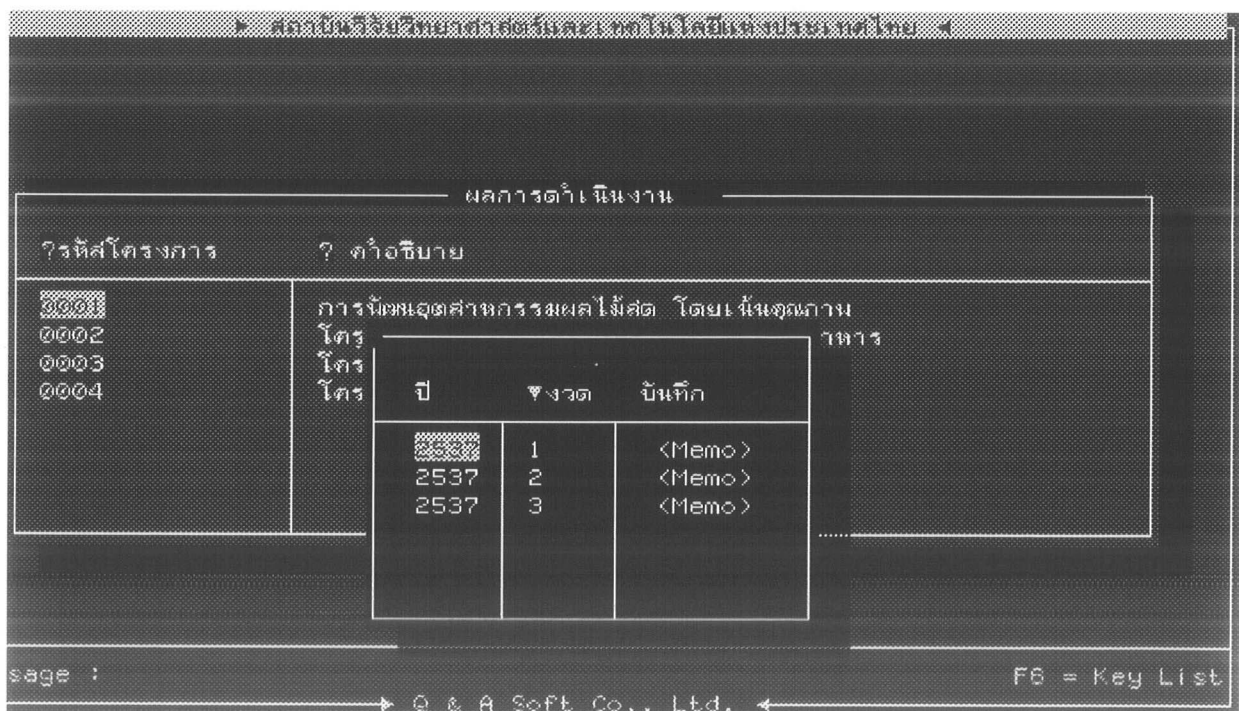 ► สถาบันวิจัยวิทยาศาสตร์และเทคโนโลยีแห่งประเทศไทย ◄
ผลการดำเนินงาน
?รหัสโครงการ ? คำอธิบาย
0001 การพัฒนอุตสาหกรรมผลไม้สด โดยเน้นคุณภาพ
0002 โครง าหาร
0003 โคร
0004 โคร
ปี ▼งวด บันทึก
2537 1 <Memo>
2537 2 <Memo>
2537 3 <Memo>
sage : F6 = Key List
► Q & A Soft Co., Ltd. ◄